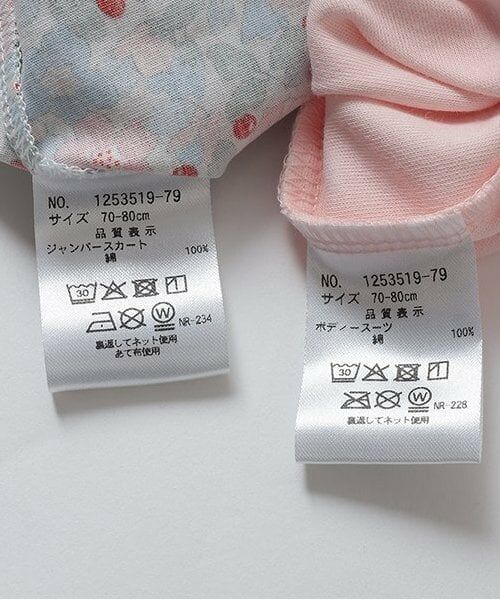 NO. 1253519-79
サイズ 70-80cm
品質表示
ジャンパースカート
綿 100%
30
W NR-234
裏返してネット使用
あて布使用
NO. 1253519-79
サイズ 70-80cm
品質表示
ボディースーツ
綿 100%
30
W NR-228
裏返してネット使用